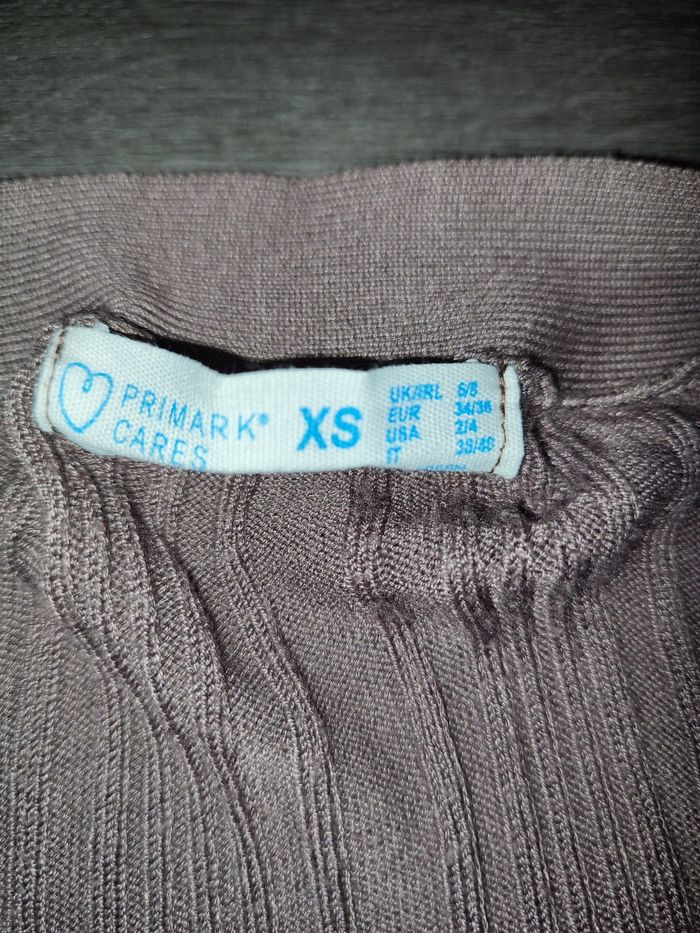 PRIMARK®
CARES
XS
UK/IRL 6/8
EUR 34/36
USA 2/4
IT 38/40